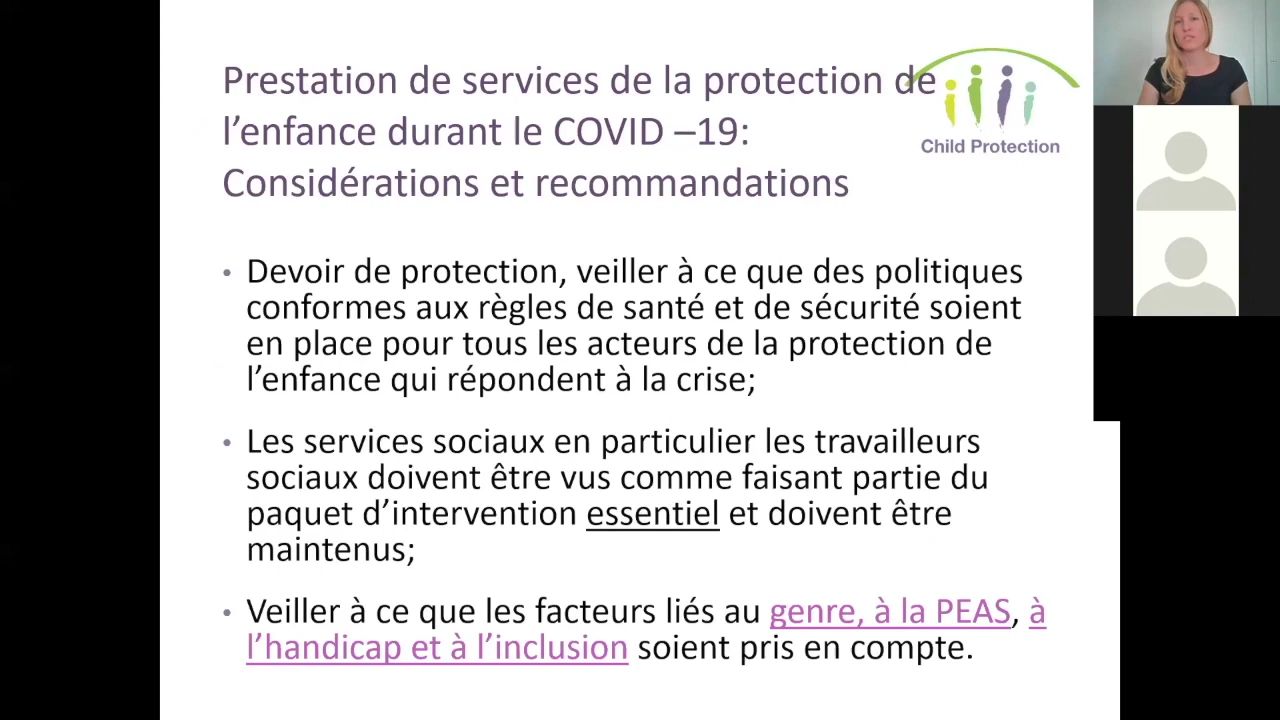 Prestation de services de la protection de
l’enfance durant le COVID –19:
Considérations et recommandations
Child Protection
• Devoir de protection, veiller à ce que des politiques
conformes aux règles de santé et de sécurité soient
en place pour tous les acteurs de la protection de
l’enfance qui répondent à la crise;
• Les services sociaux en particulier les travailleurs
sociaux doivent être vus comme faisant partie du
paquet d’intervention essentiel et doivent être
maintenus;
• Veiller à ce que les facteurs liés au genre, à la PEAS, à
l’handicap et à l’inclusion soient pris en compte.